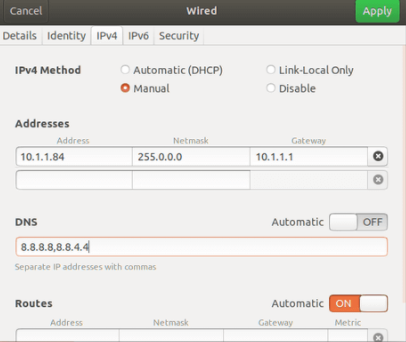 Cancel Wired Apply
Details Identity IPv4 IPv6 Security
IPv4 Method Automatic (DHCP) Link-Local Only
Manual Disable
Addresses
Address Netmask Gateway
10.1.1.84 255.0.0.0 10.1.1.1
DNS Automatic OFF
8.8.8.8,8.8.4.4
Separate IP addresses with commas
Routes Automatic ON
Address Netmask Gateway Metric